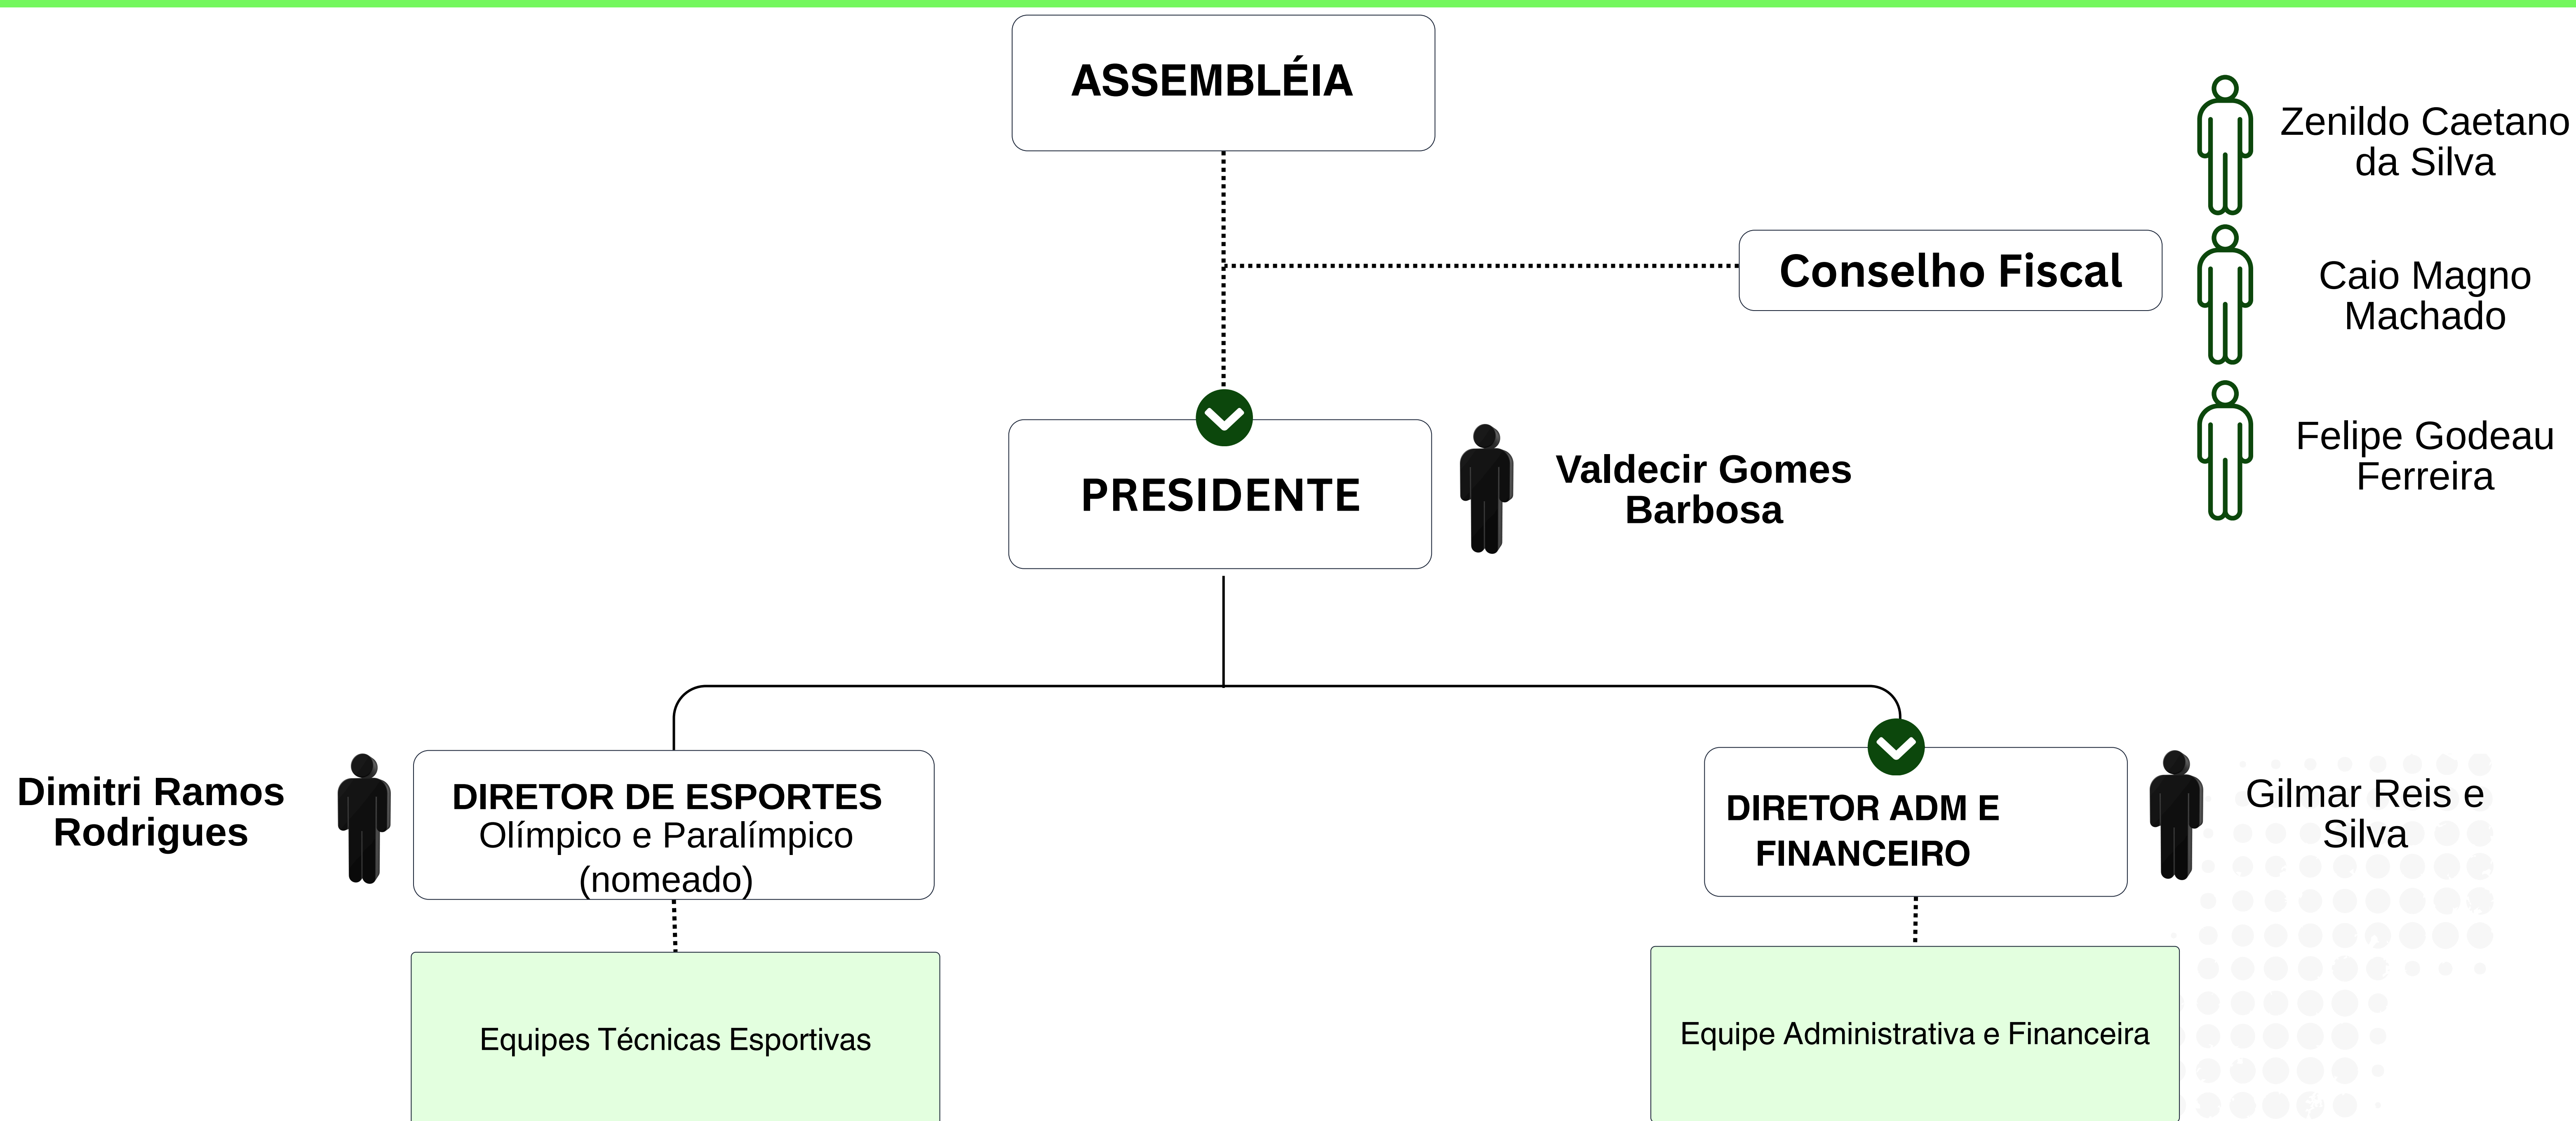 ASSEMBLÉIA
Zenildo Caetano
da Silva
Conselho Fiscal
Caio Magno
Machado
PRESIDENTE
Valdecir Gomes
Barbosa
Felipe Godeau
Ferreira
Dimitri Ramos
Rodrigues
DIRETOR DE ESPORTES
Olímpico e Paralímpico
(nomeado)
DIRETOR ADM E
FINANCEIRO
Gilmar Reis e
Silva
Equipes Técnicas Esportivas
Equipe Administrativa e Financeira